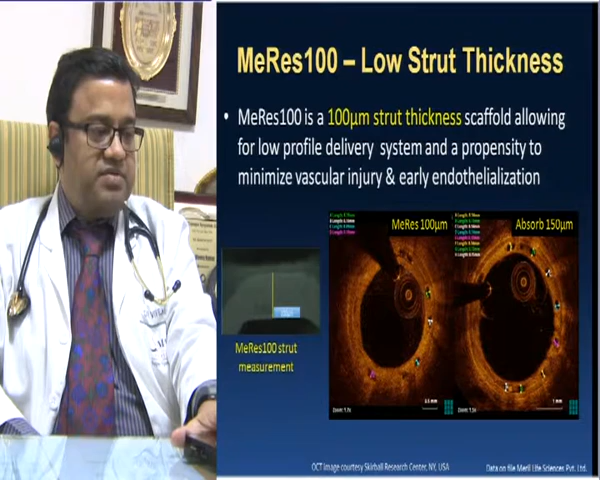 MeRes100 – Low Strut Thickness
• MeRes100 is a 100µm strut thickness scaffold allowing
for low profile delivery system and a propensity to
minimize vascular injury & early endothelialization
MeRes 100µm
Absorb 150µm
MeRes100 strut
measurement
OCT image courtesy Skirball Research Center, NY, USA
Data on file Meril Life Sciences Pvt. Ltd.